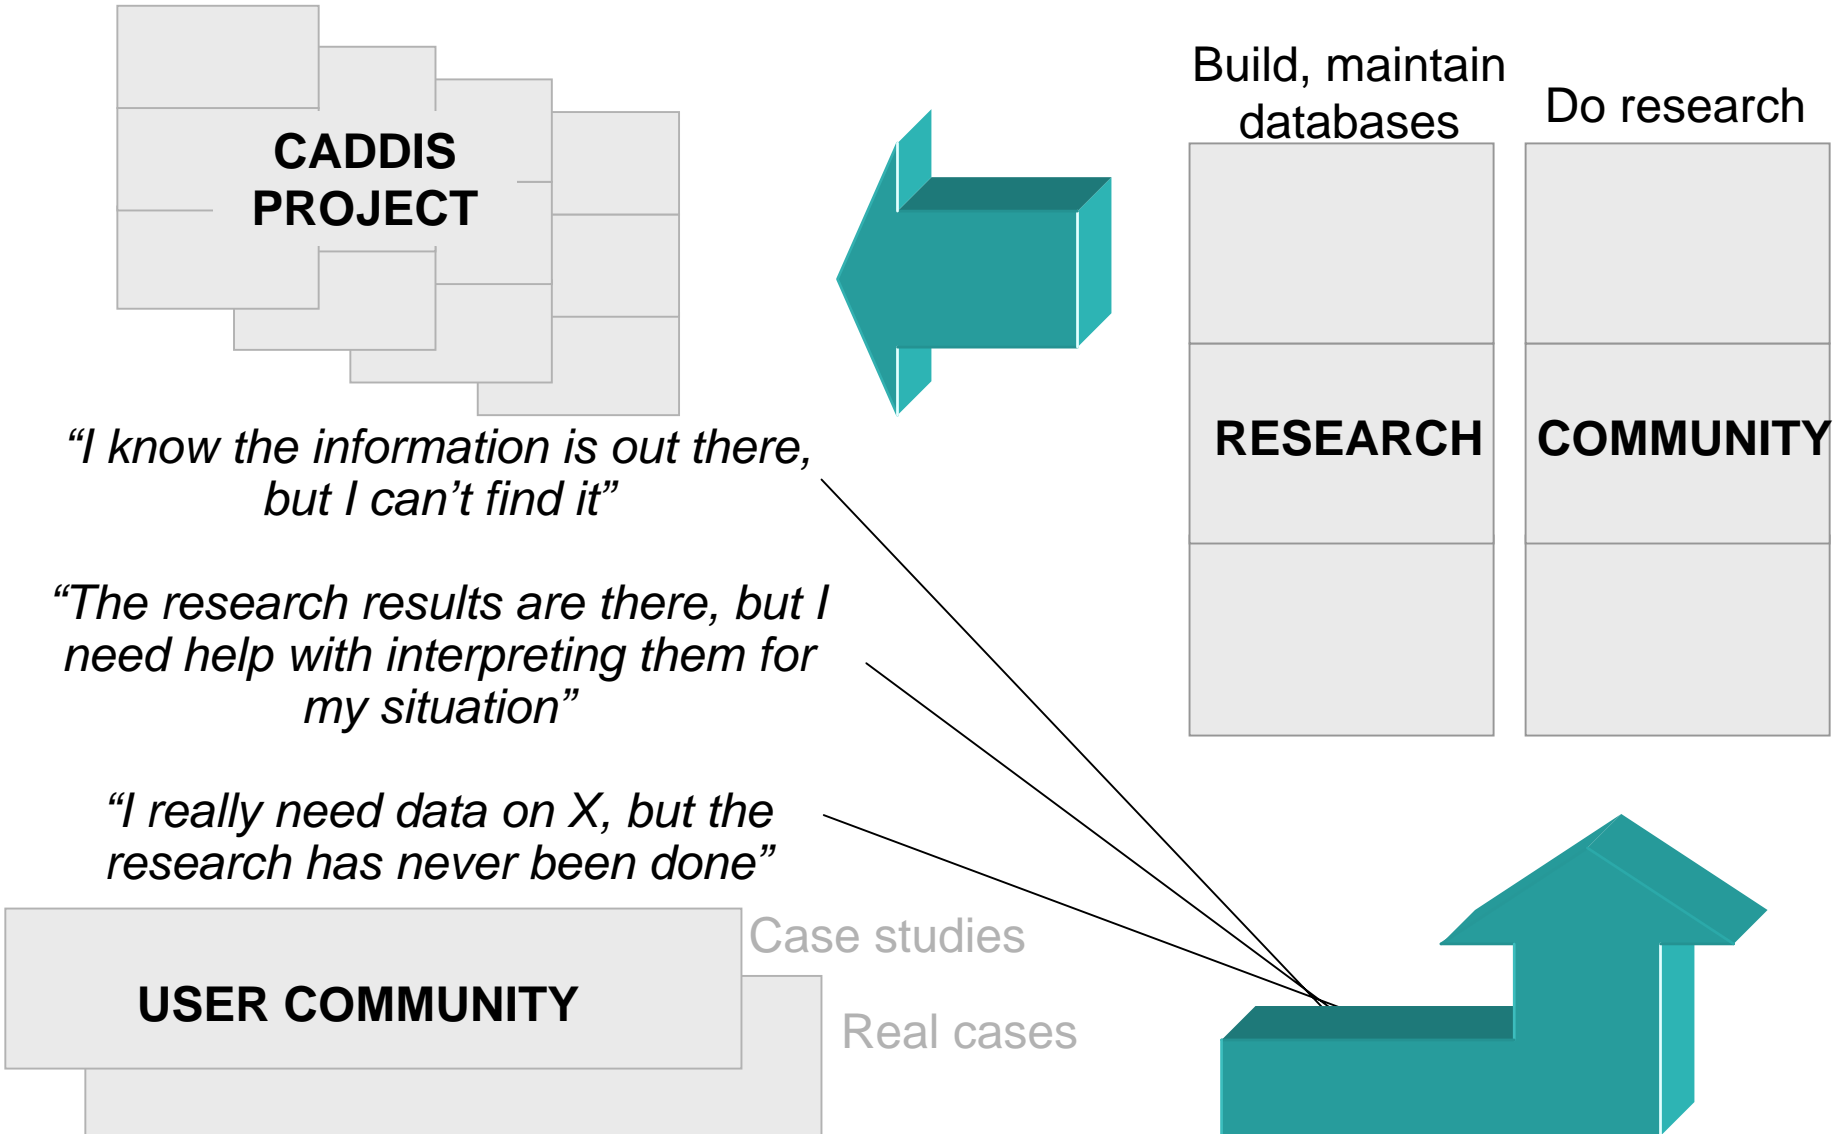 CADDIS
PROJECT
Build, maintain
databases
Do research
RESEARCH
COMMUNITY
“I know the information is out there,
but I can’t find it”
“The research results are there, but I
need help with interpreting them for
my situation”
“I really need data on X, but the
research has never been done”
Case studies
USER COMMUNITY
Real cases